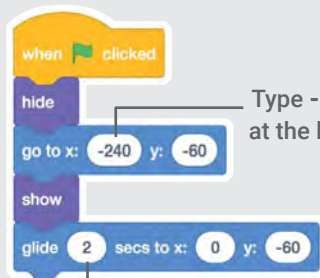 when clicked
hide
Type -
go to x: -240 y: -60
at the
show
glide 2 secs to x: 0 y: -60